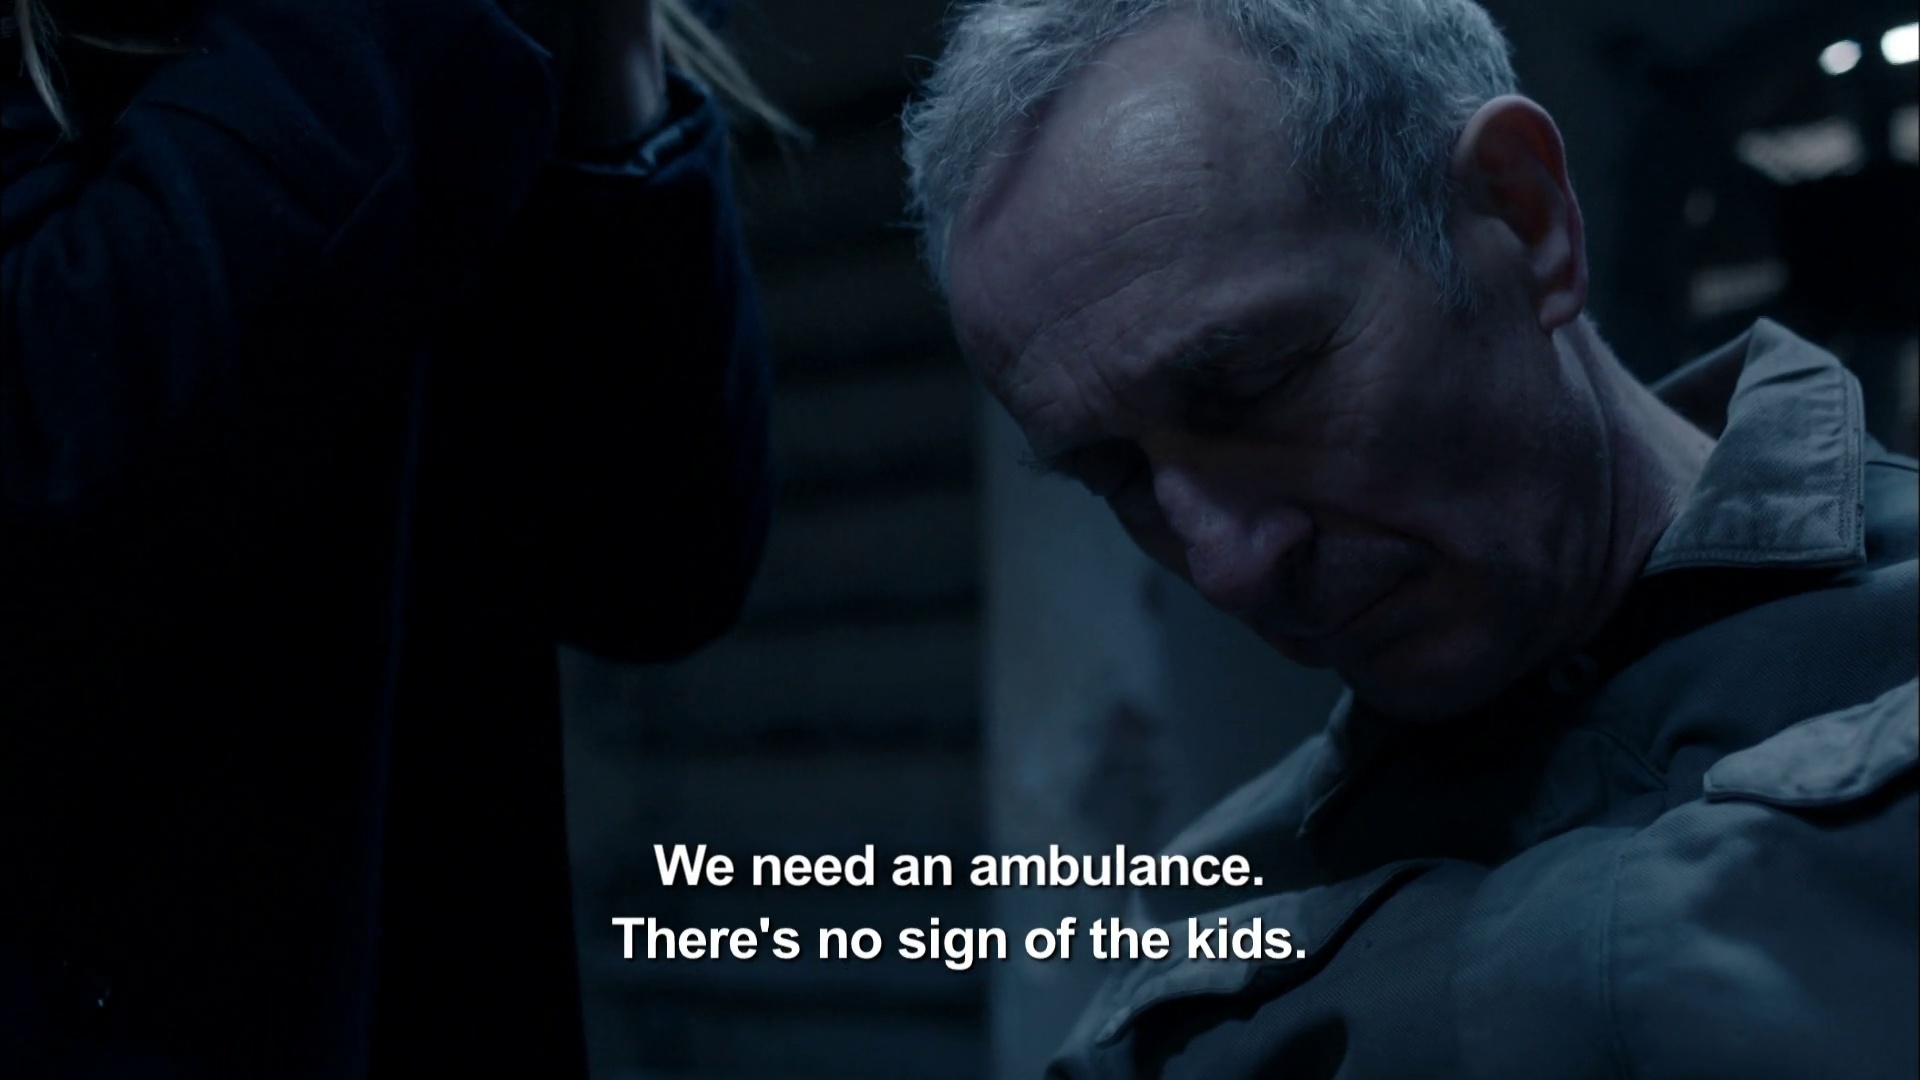 We need an ambulance.
There's no sign of the kids.